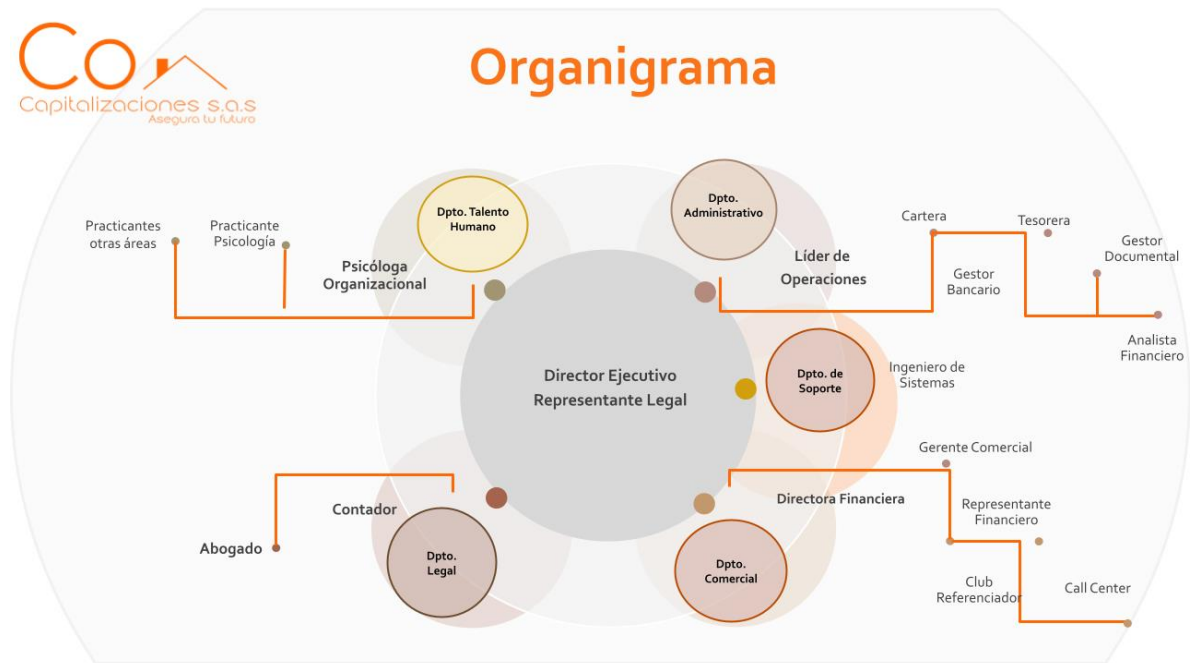 Co
Capitalizaciones s.a.s
Asegura tu futuro
Organigrama
Dpto. Talento
Humano
Dpto.
Administrativo
Practicantes
otras áreas
Practicante
Psicología
Psicóloga
Organizacional
Líder de
Operaciones
Cartera
Tesorera
Gestor
Documental
Gestor
Bancario
Analista
Financiero
Director Ejecutivo
Representante Legal
Dpto. de
Soporte
Ingeniero de
Sistemas
Gerente Comercial
Directora Financiera
Representante
Financiero
Contador
Abogado
Dpto.
Legal
Dpto.
Comercial
Club
Referenciador
Call Center